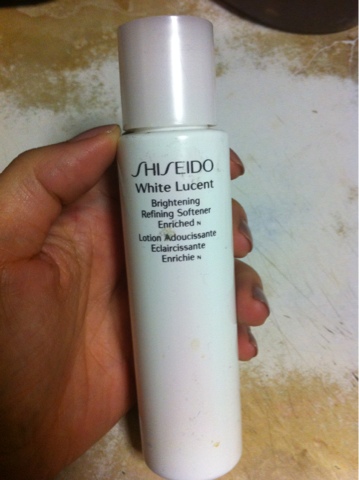 SHISEIDO
White Lucent
Brightening
Refining Softener
Enriched N
Lotion Adoucissante
Eclaircissante
Enrichie N